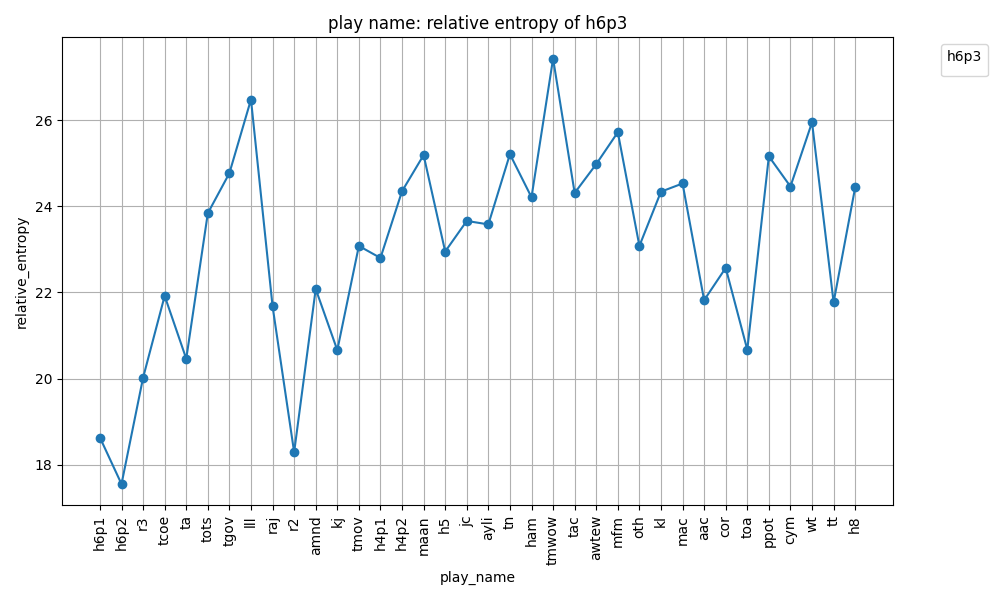 play name: relative entropy of h6p3
h6p3
26
24
22
20
18
relative_entropy
h6p1
h6p2
r3
tcoe
ta
tots
tgov
lll
raj
r2
amnd
kj
tmov
h4p1
h4p2
maan
h5
jc
ayli
tn
ham
tmwow
tac
awtew
mfm
oth
kl
mac
aac
cor
toa
ppot
cym
wt
tt
h8
play_name